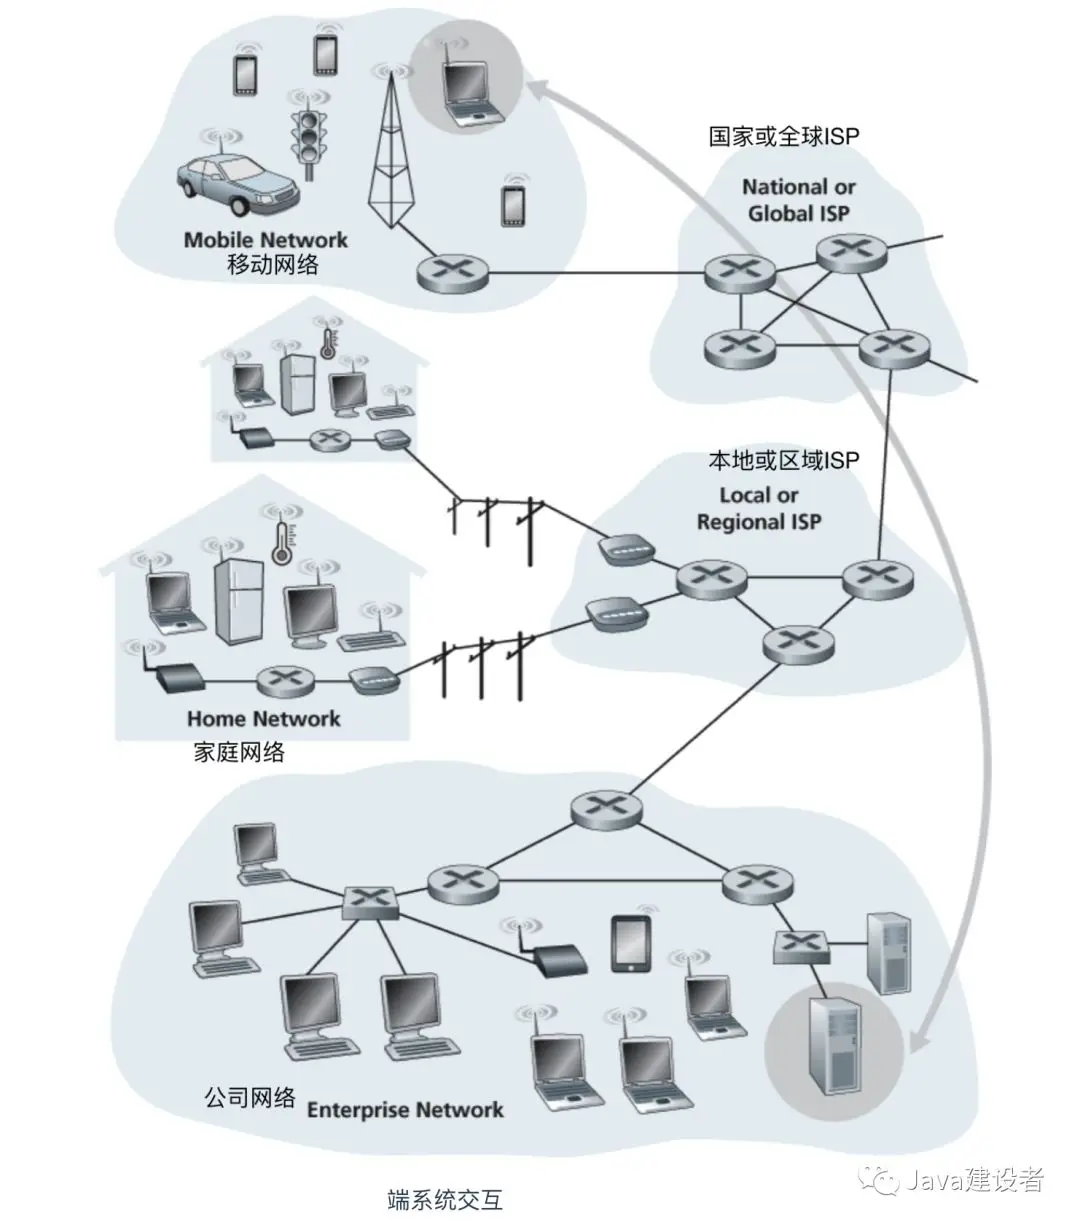 国家或全球ISP
National or
Global ISP
Mobile Network
移动网络
本地或区域ISP
Local or
Regional ISP
Home Network
家庭网络
公司网络
Enterprise Network
Java建设者
端系统交互